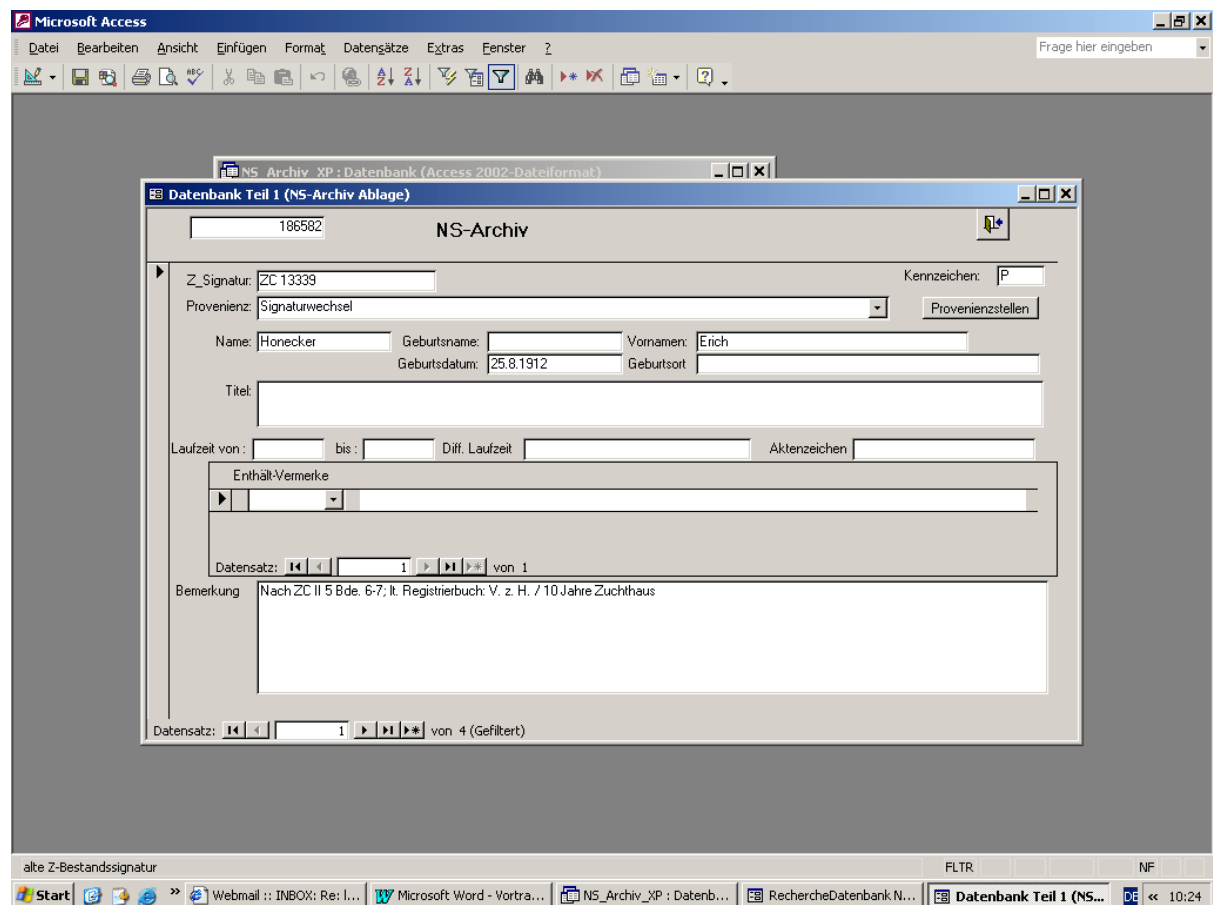 Microsoft Access
Datei Bearbeiten Ansicht Einfügen Format Datensätze Extras Fenster ? Frage hier eingeben
NS_Archiv_XP : Datenbank (Access 2002-Dateiformat)
Datenbank Teil 1 (NS-Archiv Ablage)
186582 NS-Archiv
Z_Signatur: ZC 13339 Kennzeichen: P
Provenienz: Signaturwechsel Provenienzstellen
Name: Honecker Geburtsname: Vornamen: Erich
Geburtsdatum: 25.8.1912 Geburtsort
Titel:
Laufzeit von : bis : Diff. Laufzeit Aktenzeichen
Enthält-Vermerke
Datensatz: 1 von 1
Bemerkung Nach ZC II 5 Bde. 6-7; lt. Registrierbuch: V. z. H. / 10 Jahre Zuchthaus
Datensatz: 1 von 4 (Gefiltert)
alte Z-Bestandssignatur FLTR NF
Start Webmail :: INBOX: Re: I... Microsoft Word - Vortra... NS_Archiv_XP : Datenb... RechercheDatenbank N... Datenbank Teil 1 (NS... DE 10:24